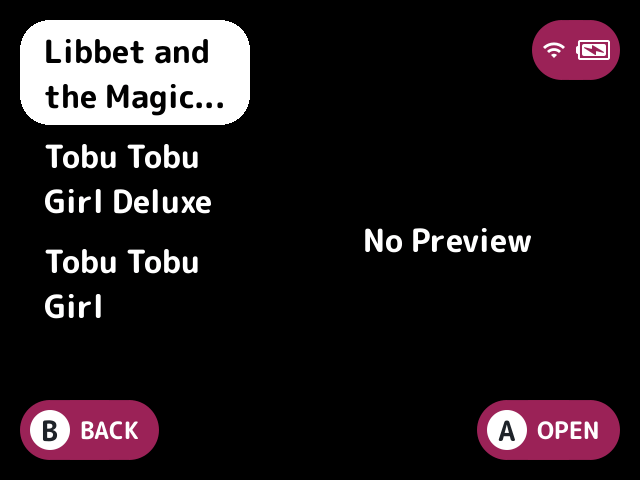 Libbet and
the Magic...
Tobu Tobu
Girl Deluxe
Tobu Tobu
Girl
No Preview
B BACK
A OPEN